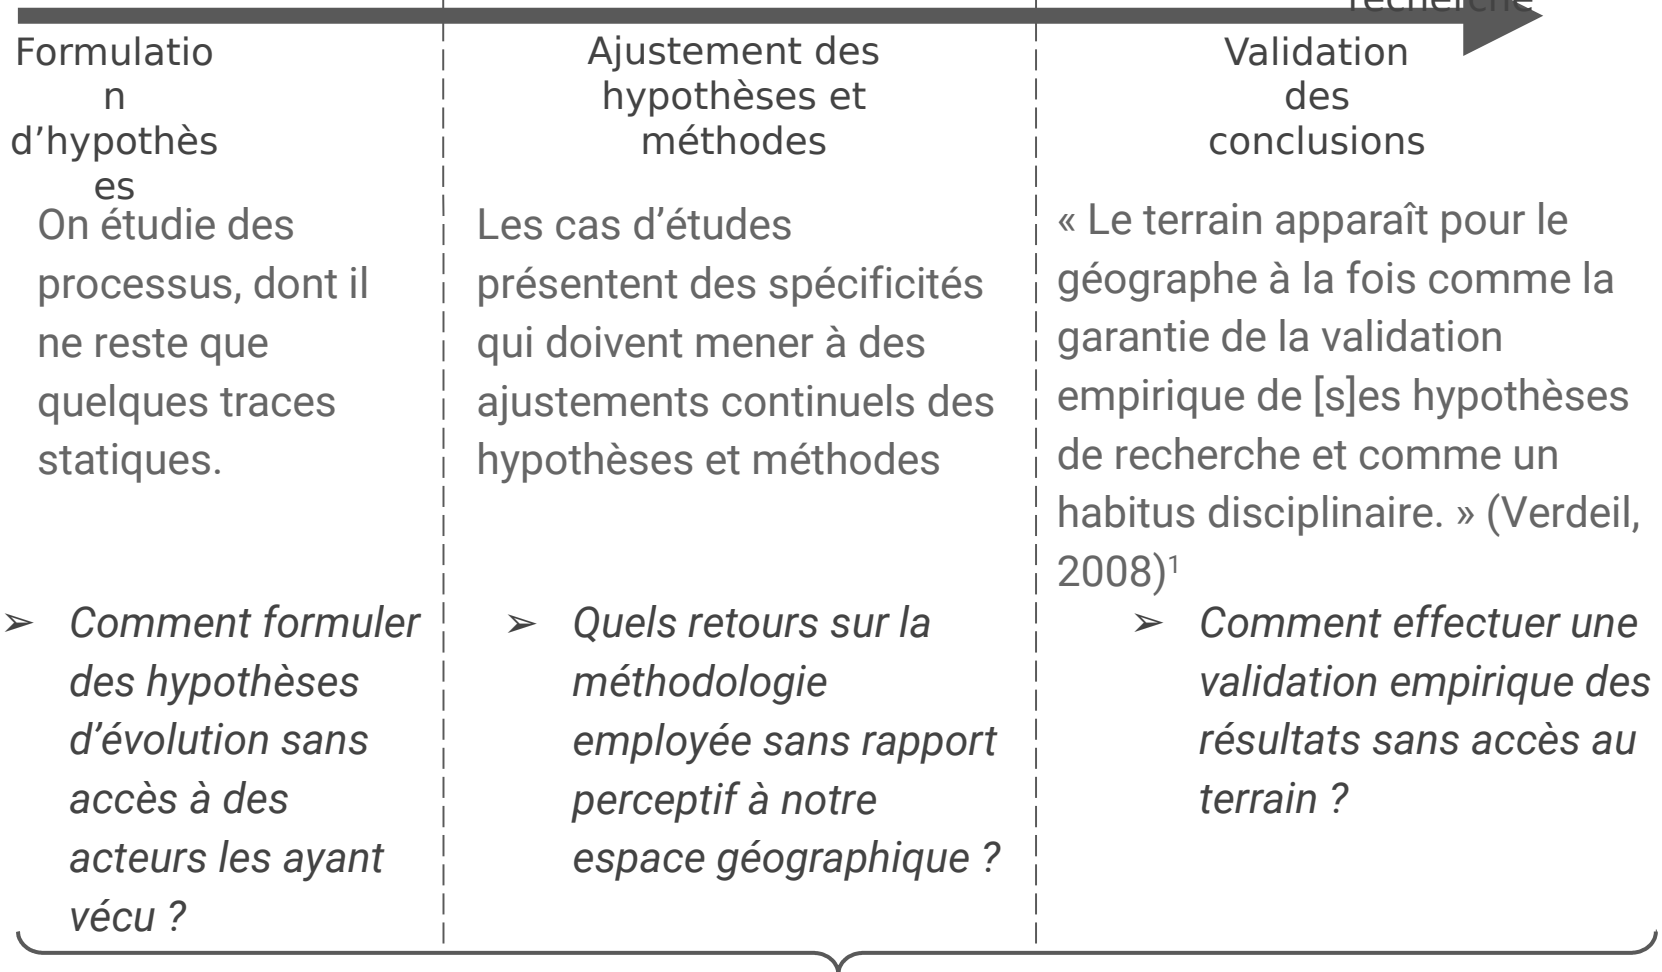 recherche
Formulatio
n
d’hypothès
es
On étudie des
processus, dont il
ne reste que
quelques traces
statiques.
➢ Comment formuler
des hypothèses
d’évolution sans
accès à des
acteurs les ayant
vécu ?
Ajustement des
hypothèses et
méthodes
Les cas d’études
présentent des spécificités
qui doivent mener à des
ajustements continuels des
hypothèses et méthodes
➢ Quels retours sur la
méthodologie
employée sans rapport
perceptif à notre
espace géographique ?
Validation
des
conclusions
« Le terrain apparaît pour le
géographe à la fois comme la
garantie de la validation
empirique de [s]es hypothèses
de recherche et comme un
habitus disciplinaire. » (Verdeil,
2008)¹
➢ Comment effectuer une
validation empirique des
résultats sans accès au
terrain ?